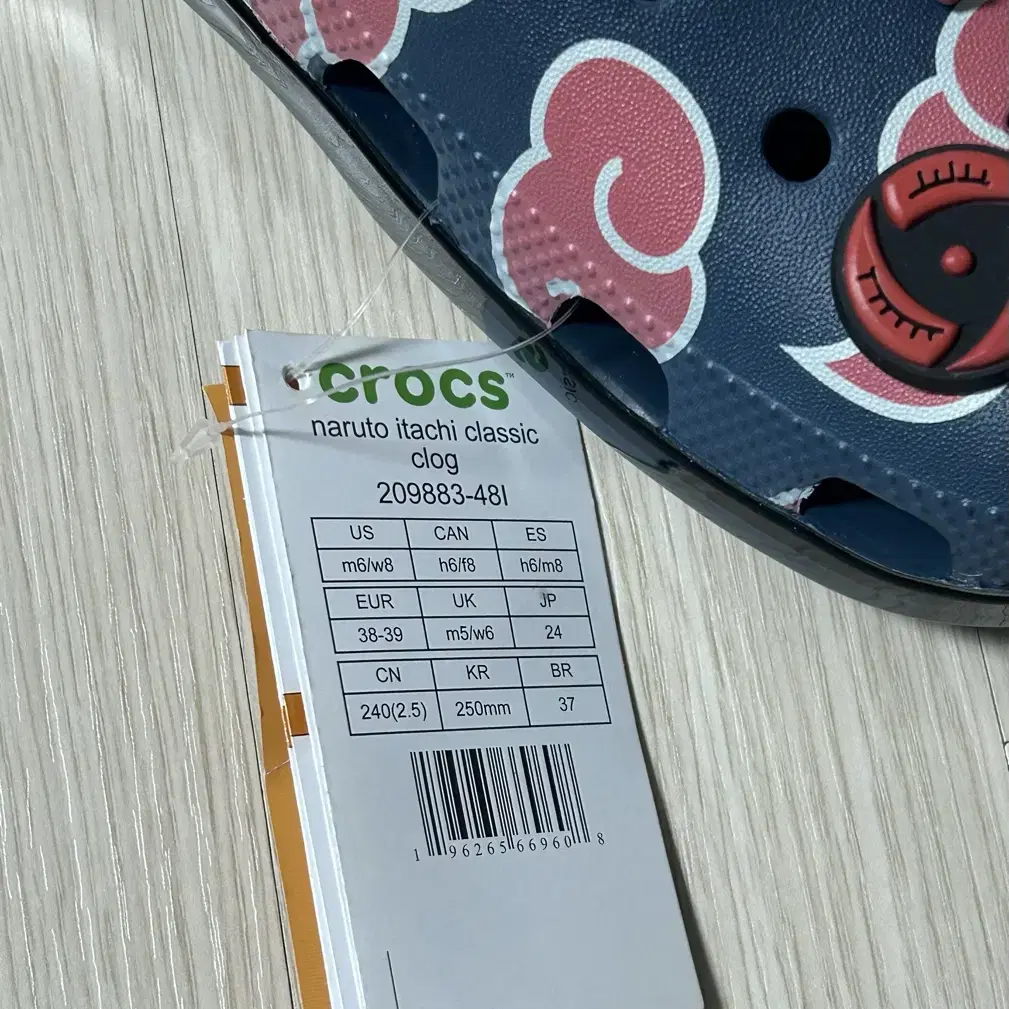 crocs™
naruto itachi classic
clog
209883-48I
US CAN ES
m6/w8 h6/f8 h6/m8
EUR UK JP
38-39 m5/w6 24
CN KR BR
240(2.5) 250mm 37
1 96265 66960 8